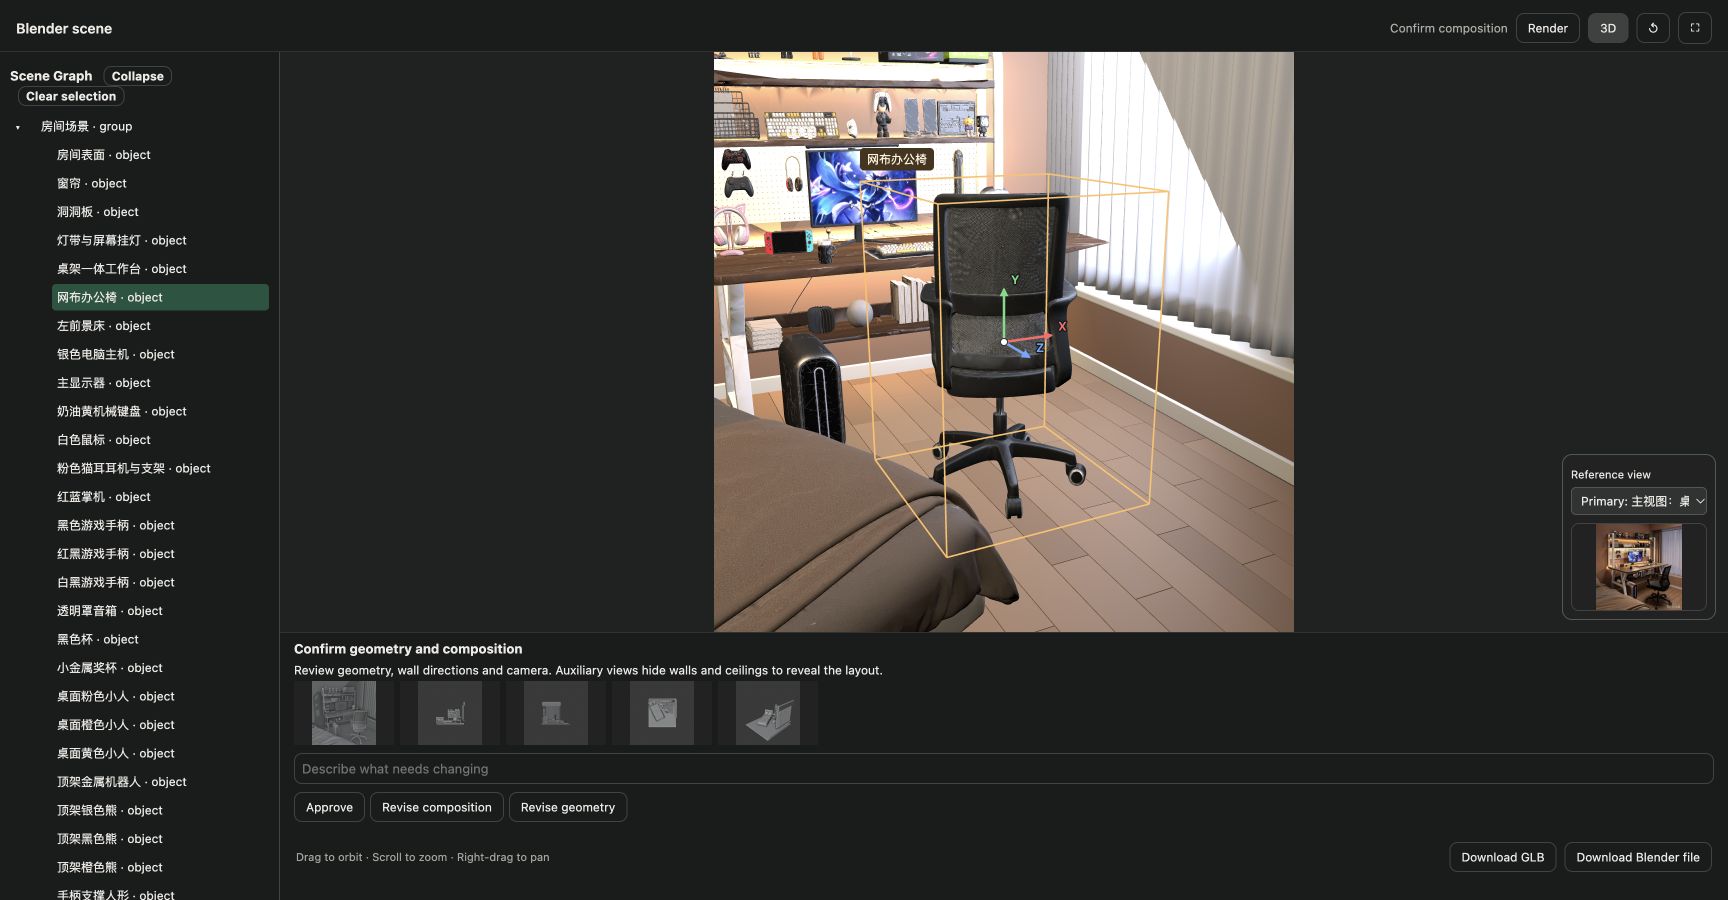 Blender scene
Confirm composition
Render
3D
Scene Graph
Collapse
Clear selection
房间场景 · group
房间表面 · object
窗帘 · object
洞洞板 · object
灯带与屏幕挂灯 · object
桌架一体工作台 · object
网布办公椅 · object
左前景床 · object
银色电脑主机 · object
主显示器 · object
奶油黄机械键盘 · object
白色鼠标 · object
粉色猫耳耳机与支架 · object
红蓝掌机 · object
黑色游戏手柄 · object
红黑游戏手柄 · object
白黑游戏手柄 · object
透明罩音箱 · object
黑色杯 · object
小金属奖杯 · object
桌面粉色小人 · object
桌面橙色小人 · object
桌面黄色小人 · object
顶架金属机器人 · object
顶架银色熊 · object
顶架黑色熊 · object
顶架橙色熊 · object
手柄支撑人形 · object
网布办公椅
Y
X
Z
Reference view
Primary: 主视图：桌
Confirm geometry and composition
Review geometry, wall directions and camera. Auxiliary views hide walls and ceilings to reveal the layout.
Describe what needs changing
Approve
Revise composition
Revise geometry
Drag to orbit · Scroll to zoom · Right-drag to pan
Download GLB
Download Blender file